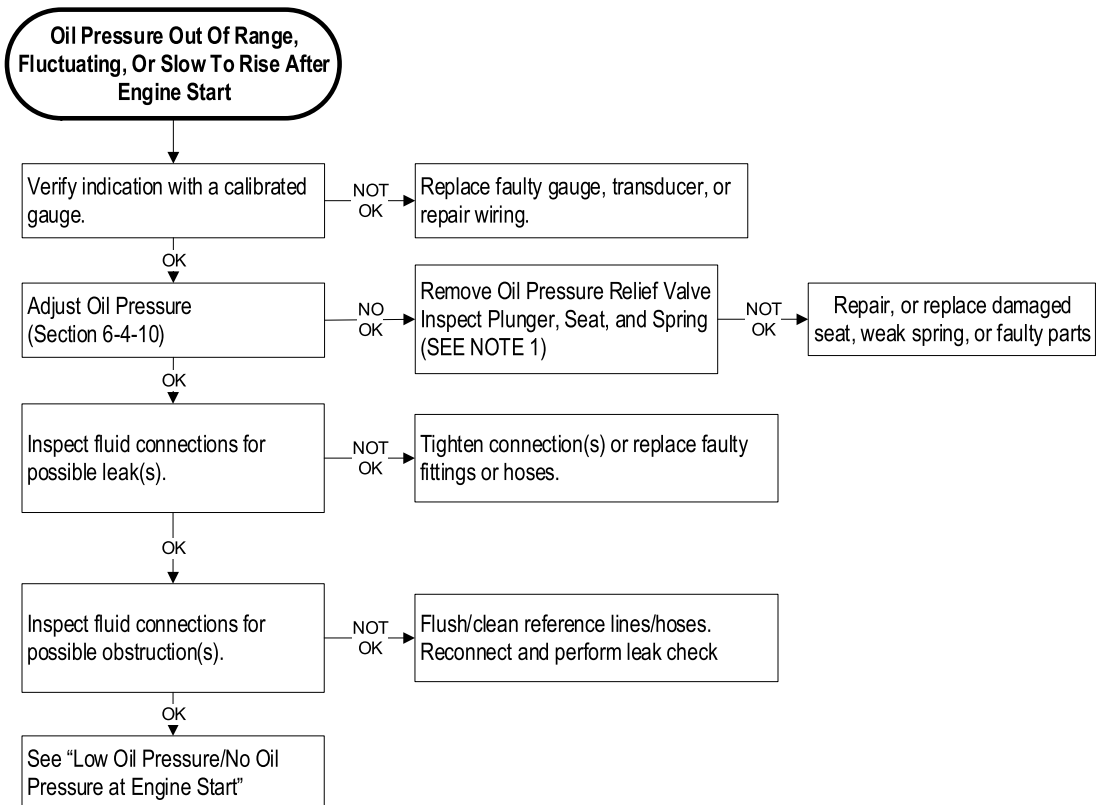 Oil Pressure Out Of Range,
Fluctuating, Or Slow To Rise After
Engine Start
Verify indication with a calibrated
gauge.
NOT
OK
Replace faulty gauge, transducer, or
repair wiring.
OK
Adjust Oil Pressure
(Section 6-4-10)
NO
OK
Remove Oil Pressure Relief Valve
Inspect Plunger, Seat, and Spring
(SEE NOTE 1)
NOT
OK
Repair, or replace damaged
seat, weak spring, or faulty parts
OK
Inspect fluid connections for
possible leak(s).
NOT
OK
Tighten connection(s) or replace faulty
fittings or hoses.
OK
Inspect fluid connections for
possible obstruction(s).
NOT
OK
Flush/clean reference lines/hoses.
Reconnect and perform leak check
OK
See “Low Oil Pressure/No Oil
Pressure at Engine Start”